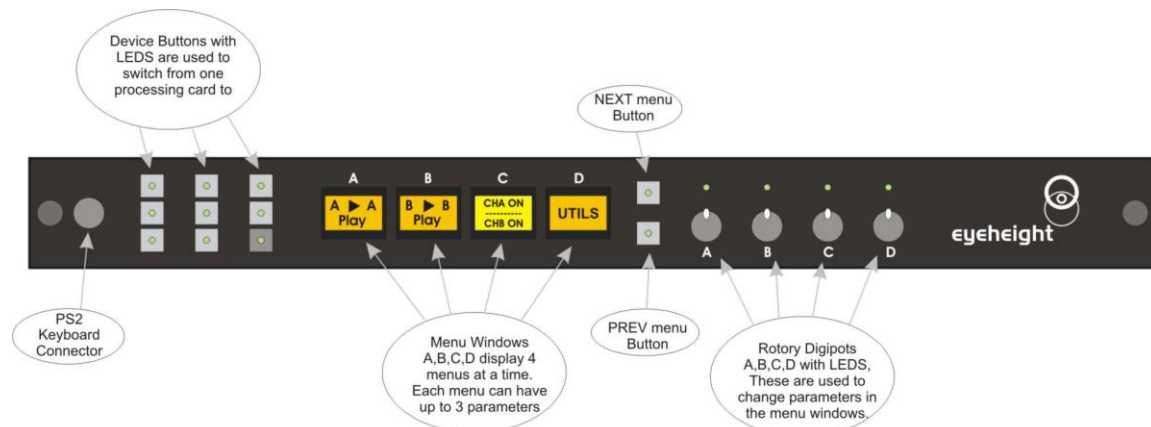 Device Buttons with
LEDS are used to
switch from one
processing card to
NEXT menu
Button
A
B
C
D
A ▶ A
Play
B ▶ B
Play
CHA ON
----------
CHB ON
UTILS
A
B
C
D
eyeheight
PS2
Keyboard
Connector
Menu Windows
A,B,C,D display 4
menus at a time.
Each menu can have
up to 3 parameters
PREV menu
Button
Rotory Digipots
A,B,C,D with LEDS,
These are used to
change parameters in
the menu windows.